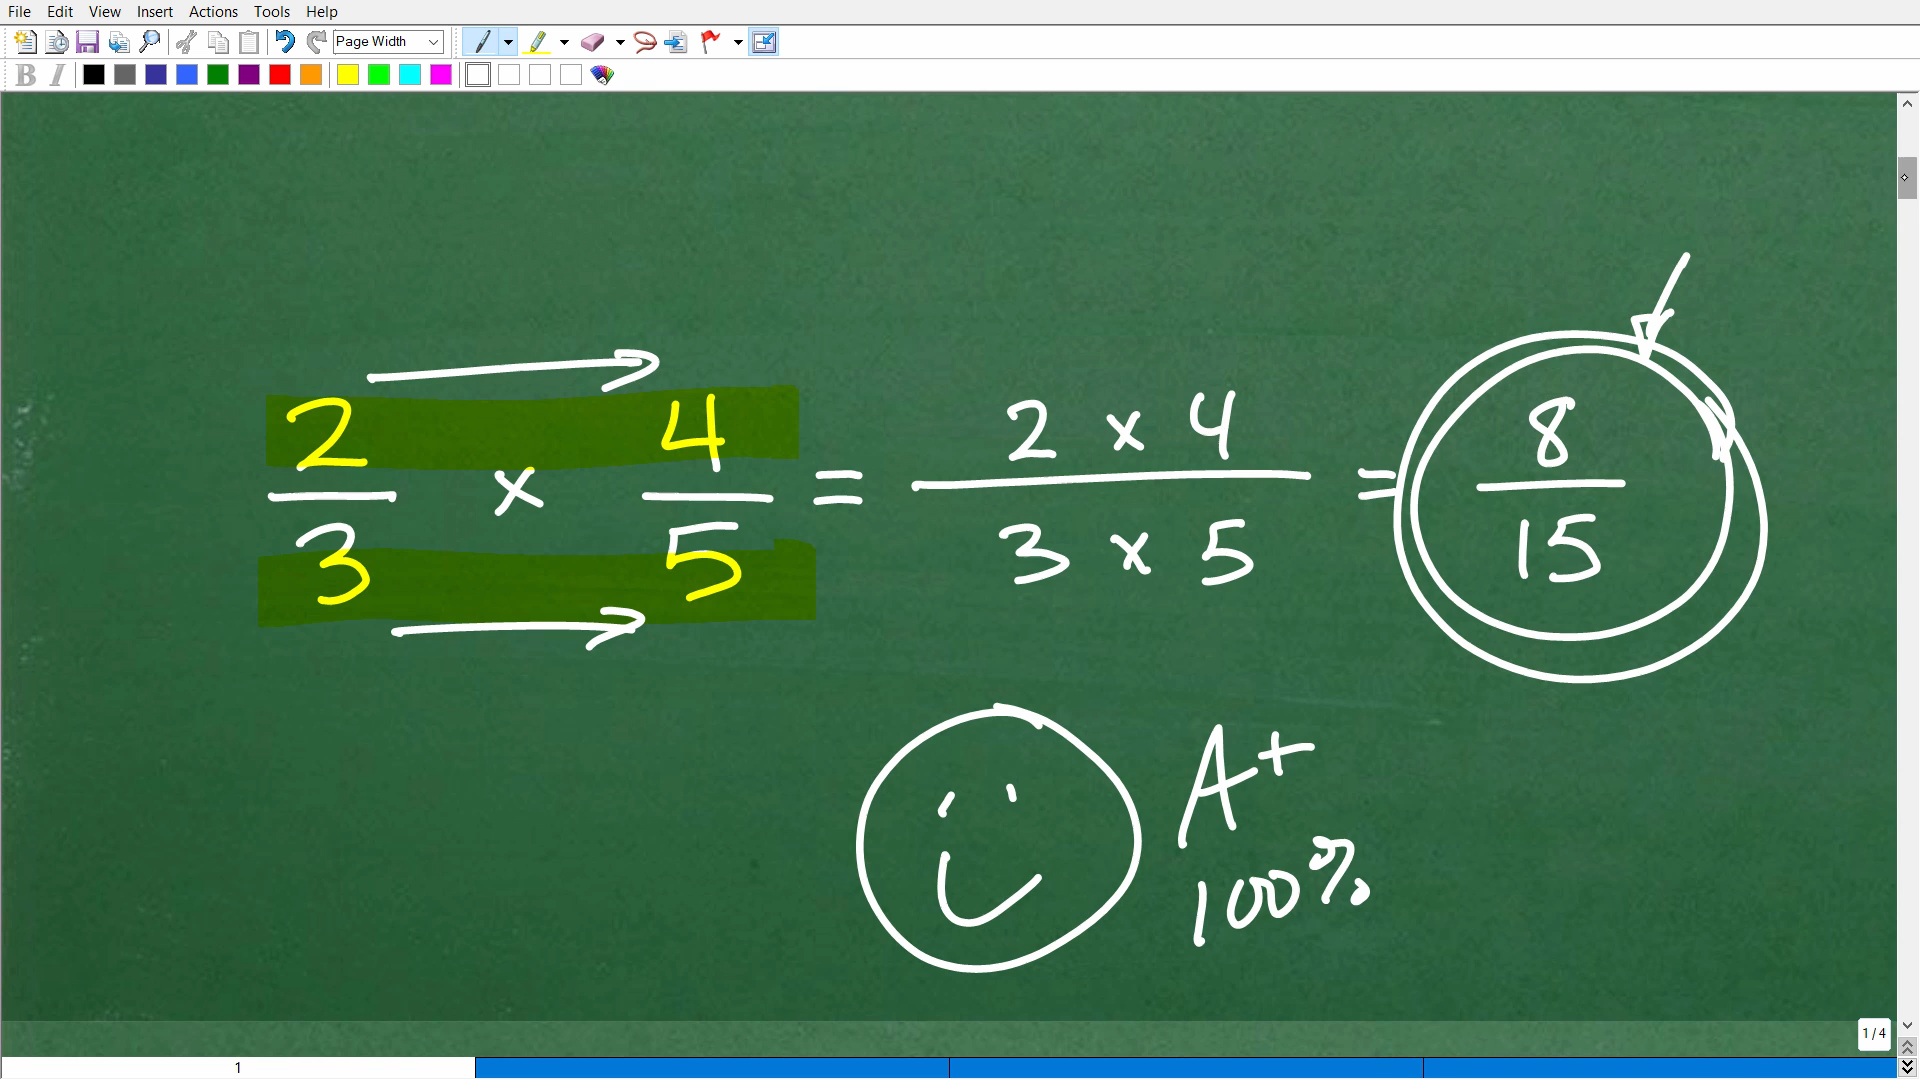 File Edit View Insert Actions Tools Help
Page Width
B I
2/3 x 4/5 = 2 x 4/3 x 5 = 8/15
A+
100%
1 / 4
1